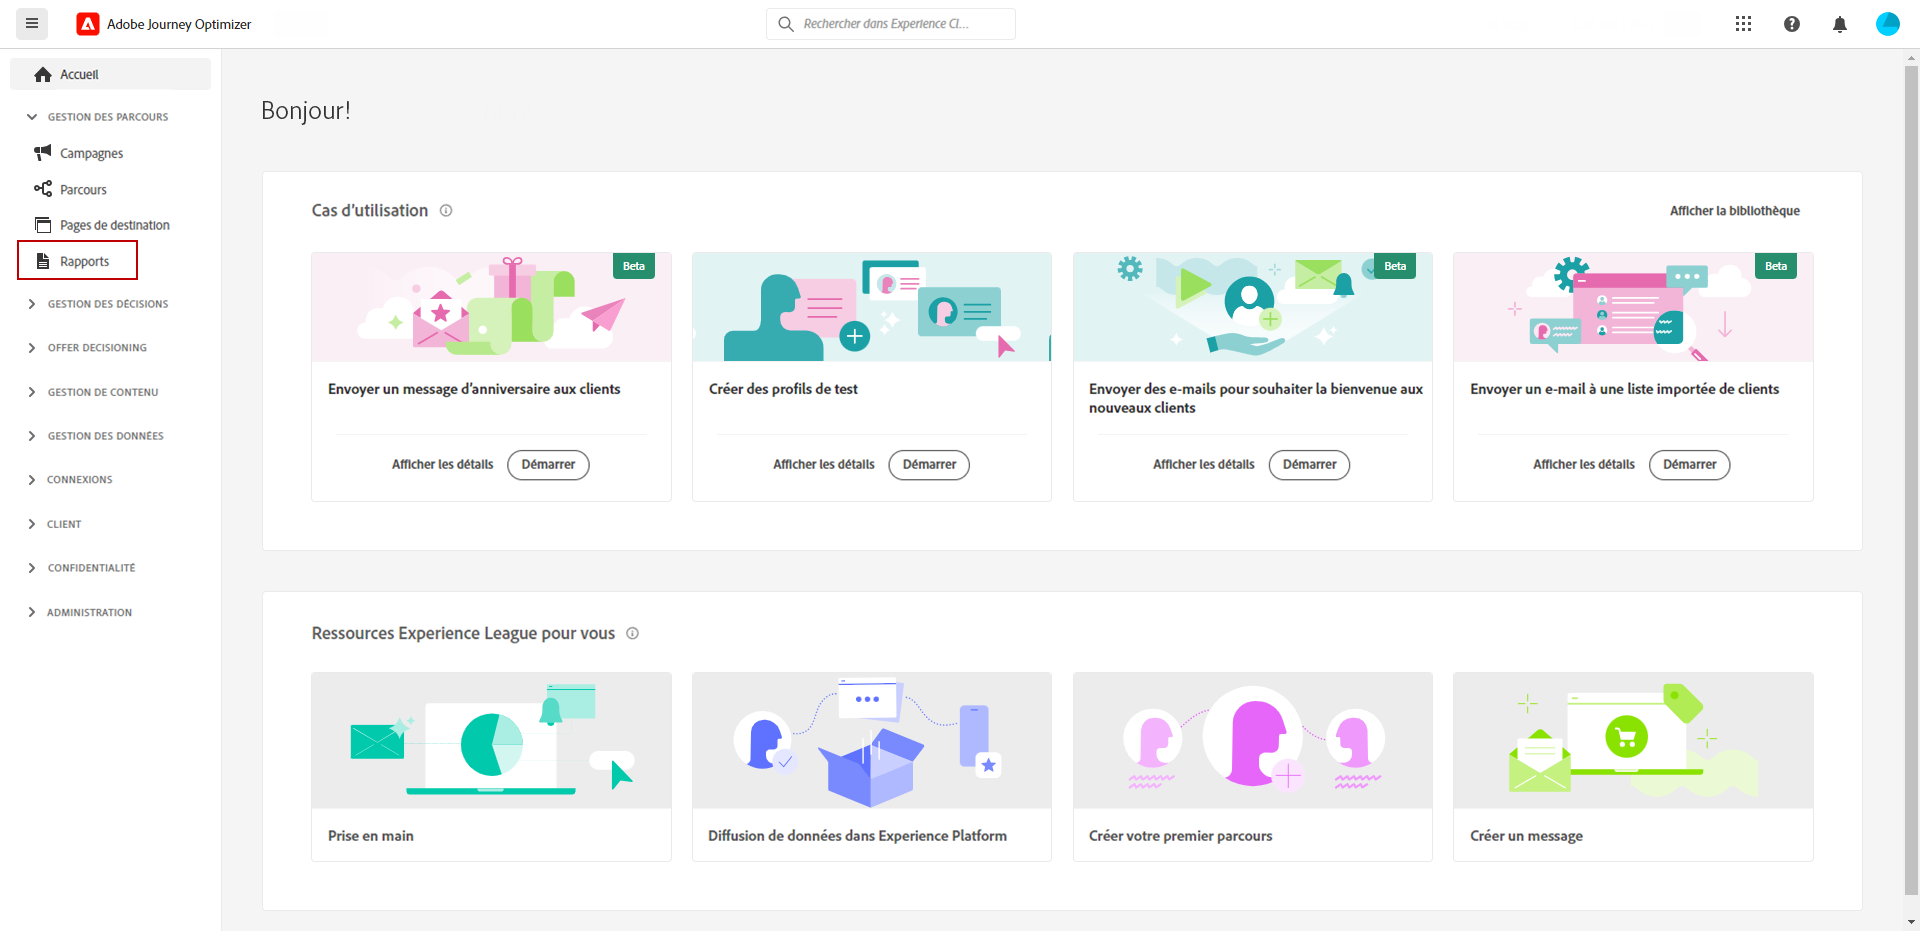 Adobe Journey Optimizer
Rechercher dans Experience Cl...
Accueil
GESTION DES PARCOURS
Campagnes
Parcours
Pages de destination
Rapports
GESTION DES DÉCISIONS
OFFER DECISIONING
GESTION DE CONTENU
GESTION DES DONNÉES
CONNEXIONS
CLIENT
CONFIDENTIALITÉ
ADMINISTRATION
Bonjour!
Cas d'utilisation
Afficher la bibliothèque
Beta
Envoyer un message d'anniversaire aux clients
Afficher les détails
Démarrer
Créer des profils de test
Afficher les détails
Démarrer
Beta
Envoyer des e-mails pour souhaiter la bienvenue aux
nouveaux clients
Afficher les détails
Démarrer
Beta
Envoyer un e-mail à une liste importée de clients
Afficher les détails
Démarrer
Ressources Experience League pour vous
Prise en main
Diffusion de données dans Experience Platform
Créer votre premier parcours
Créer un message